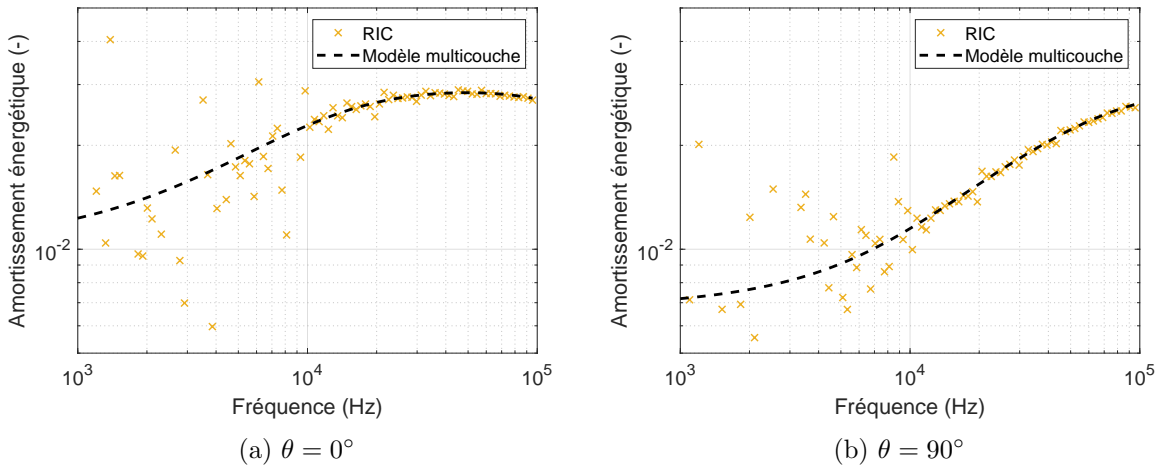 RIC
Modèle multicouche
Amortissement énergétique (-)
10^-2
10^3
10^4
10^5
Fréquence (Hz)
(a) θ = 0°
RIC
Modèle multicouche
Amortissement énergétique (-)
10^-2
10^3
10^4
10^5
Fréquence (Hz)
(b) θ = 90°